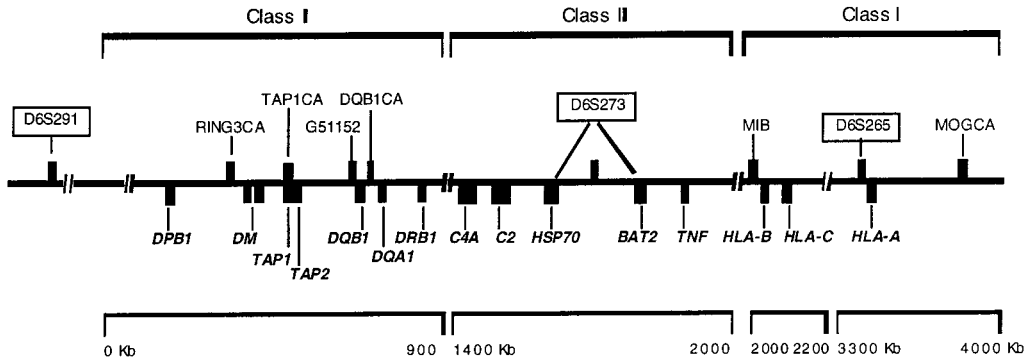 Class II
Class III
Class I
D6S291
RING3CA
TAP1CA
G51152
DQB1CA
D6S273
MIB
D6S265
MOGCA
DPB1
DM
TAP1
TAP2
DQB1
DQA1
DRB1
C4A
C2
HSP70
BAT2
TNF
HLA-B
HLA-C
HLA-A
0 Kb
900
1400 Kb
2000
2000
2200
3300 Kb
4000 Kb